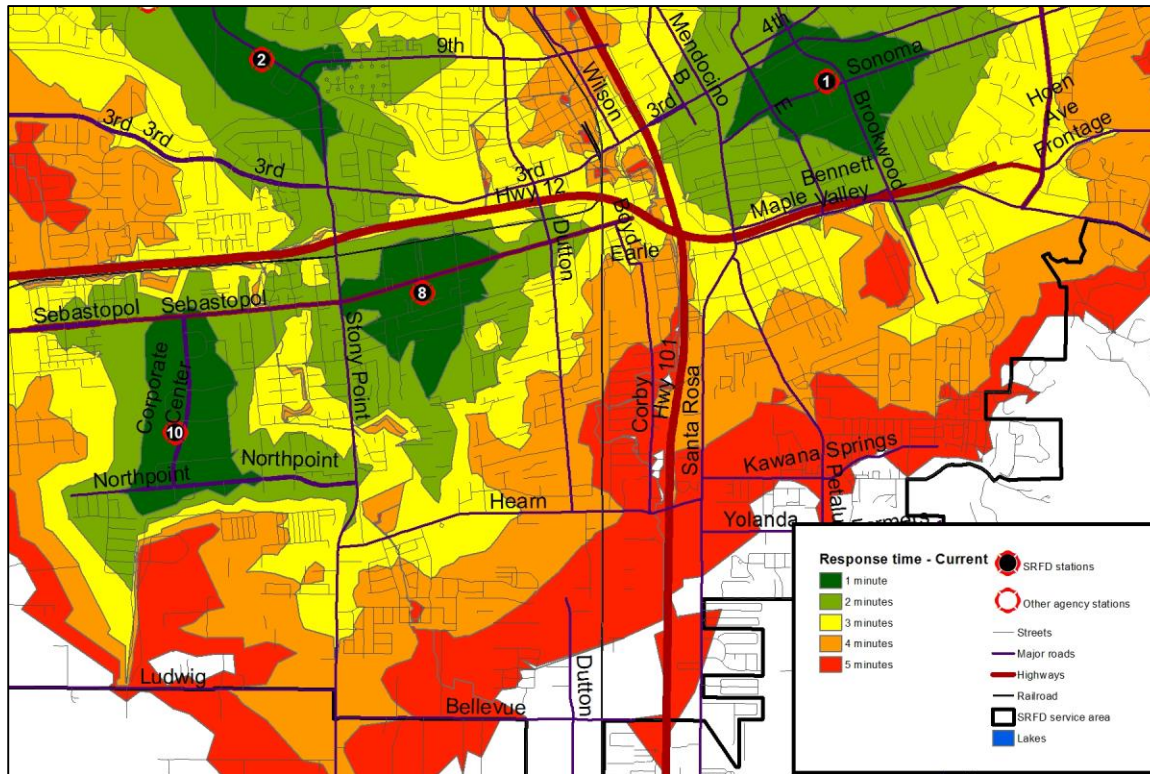 2
9th
Wilson
Mendocino
B
4th
1
Sonoma
E
3rd
Brookwood
Hoen
Ave
Frontage
3rd
3rd
3rd
3rd
Hwy 12
Bennett
Maple
Valley
Boyd
Earle
Dutton
8
Sebastopol
Sebastopol
Stony Point
Corporate
Center
10
Northpoint
Northpoint
Corby
Hwy 101
Santa Rosa
Kawana Springs
Hearn
Yolanda
Ludwig
Bellevue
Dutton
Response time - Current
1 minute
2 minutes
3 minutes
4 minutes
5 minutes
SRFD stations
Other agency stations
Streets
Major roads
Highways
Railroad
SRFD service area
Lakes